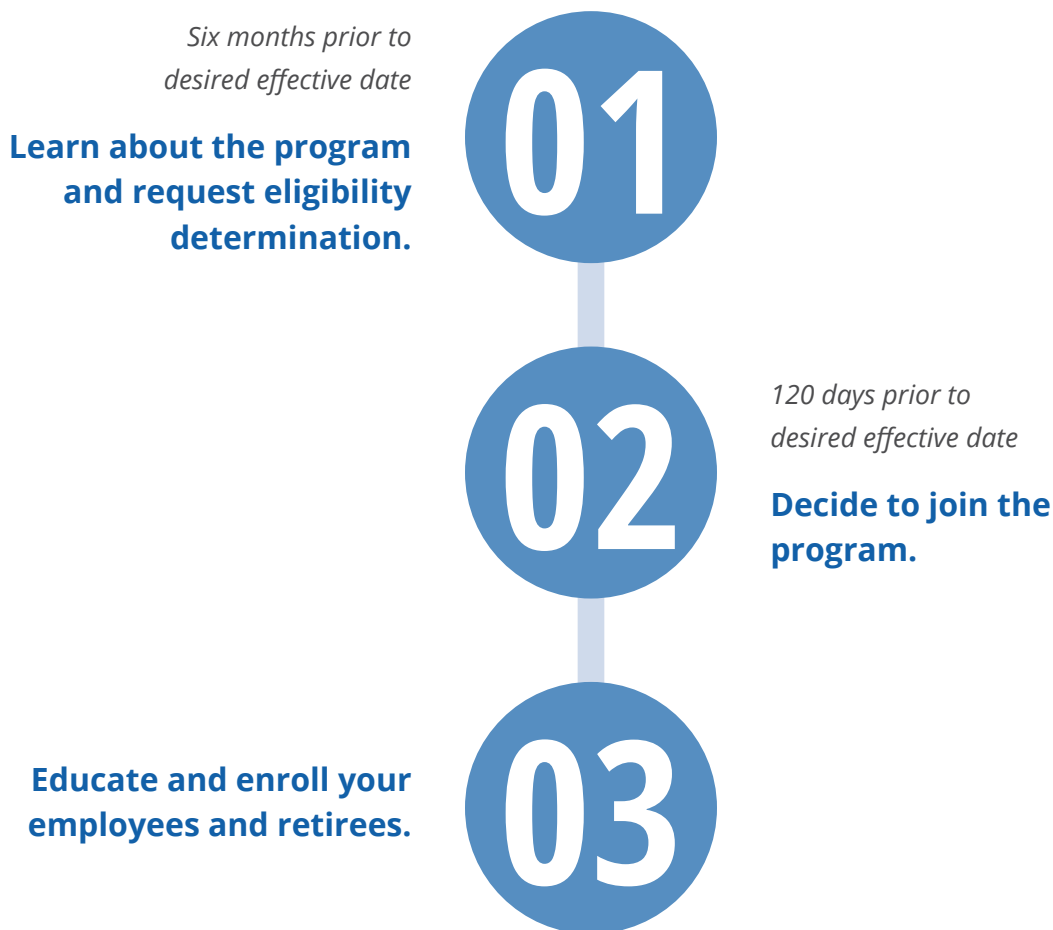 Six months prior to
desired effective date
Learn about the program
and request eligibility
determination.
01
120 days prior to
desired effective date
Decide to join the
program.
02
Educate and enroll your
employees and retirees.
03